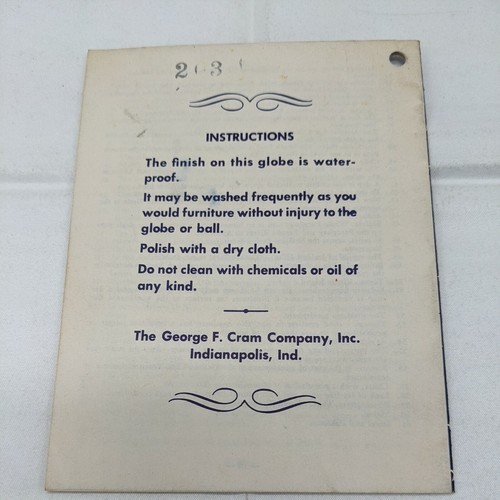 2 3
INSTRUCTIONS
The finish on this globe is water-
proof.
It may be washed frequently as you
would furniture without injury to the
globe or ball.
Polish with a dry cloth.
Do not clean with chemicals or oil of
any kind.
The George F. Cram Company, Inc.
Indianapolis, Ind.